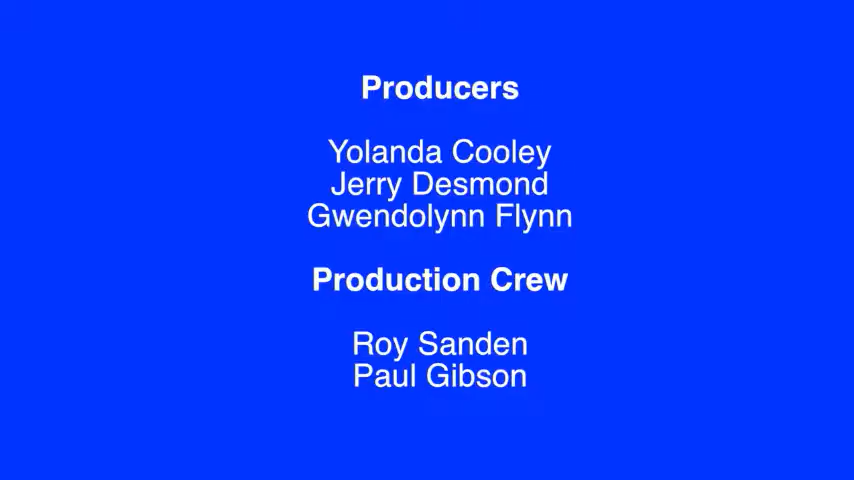 Producers
Yolanda Cooley
Jerry Desmond
Gwendolynn Flynn
Production Crew
Roy Sanden
Paul Gibson